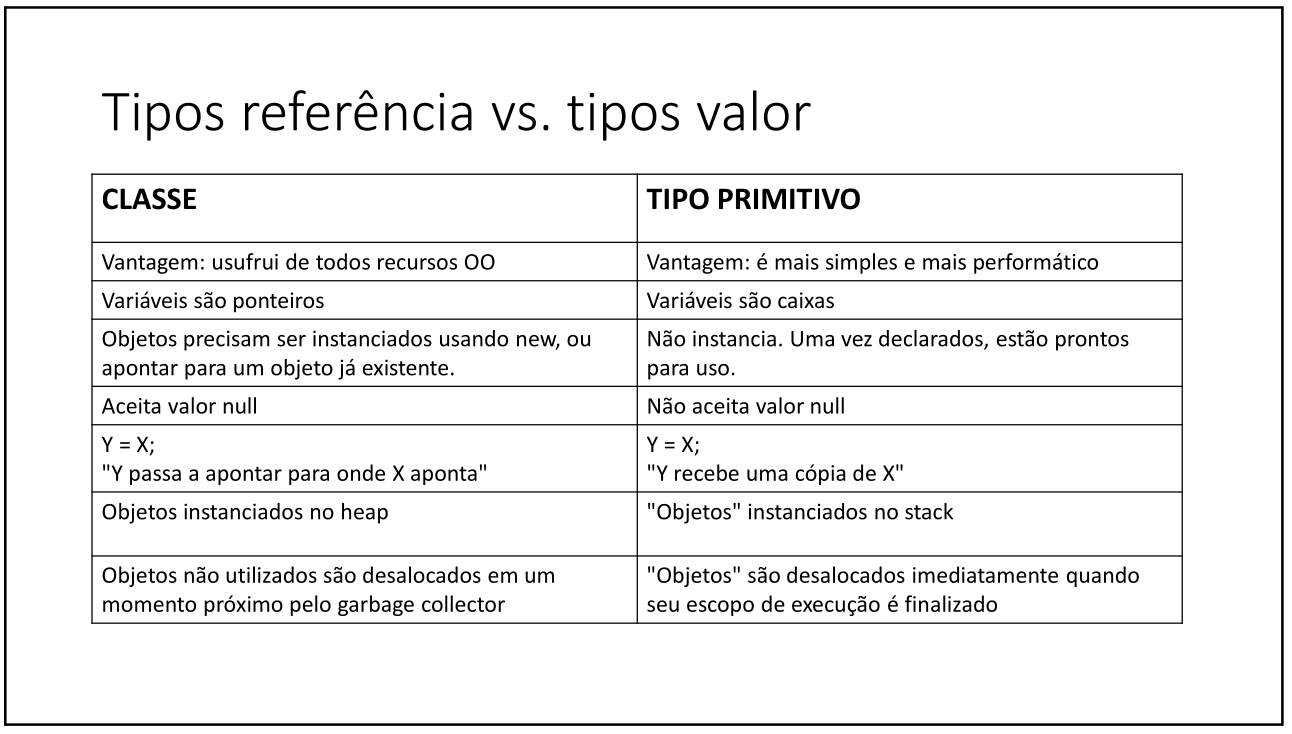 Tipos referência vs. tipos valor
CLASSE
TIPO PRIMITIVO
Vantagem: usufrui de todos recursos OO
Vantagem: é mais simples e mais performático
Variáveis são ponteiros
Variáveis são caixas
Objetos precisam ser instanciados usando new, ou
apontar para um objeto já existente.
Não instancia. Uma vez declarados, estão prontos
para uso.
Aceita valor null
Não aceita valor null
Y = X;
"Y passa a apontar para onde X aponta"
Y = X;
"Y recebe uma cópia de X"
Objetos instanciados no heap
"Objetos" instanciados no stack
Objetos não utilizados são desalocados em um
momento próximo pelo garbage collector
"Objetos" são desalocados imediatamente quando
seu escopo de execução é finalizado